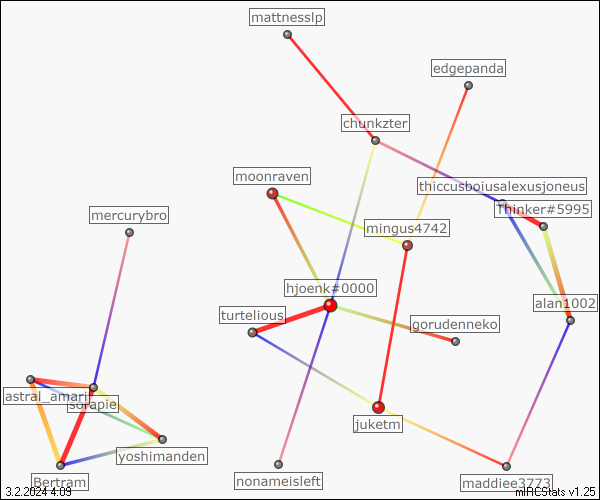 mattnesslp
edgepanda
chunkzter
moonraven
thiccusboiusalexusjoneus
mercurybro
Thinker#5995
mingus4742
hjoenk#0000
alan1002
turtelious
gorudenneko
astral_amari
sorapie
juketm
yoshimanden
Bertram
nonameisleft
maddiee3773
3.2.2024 4:09
mIRCStats v1.25